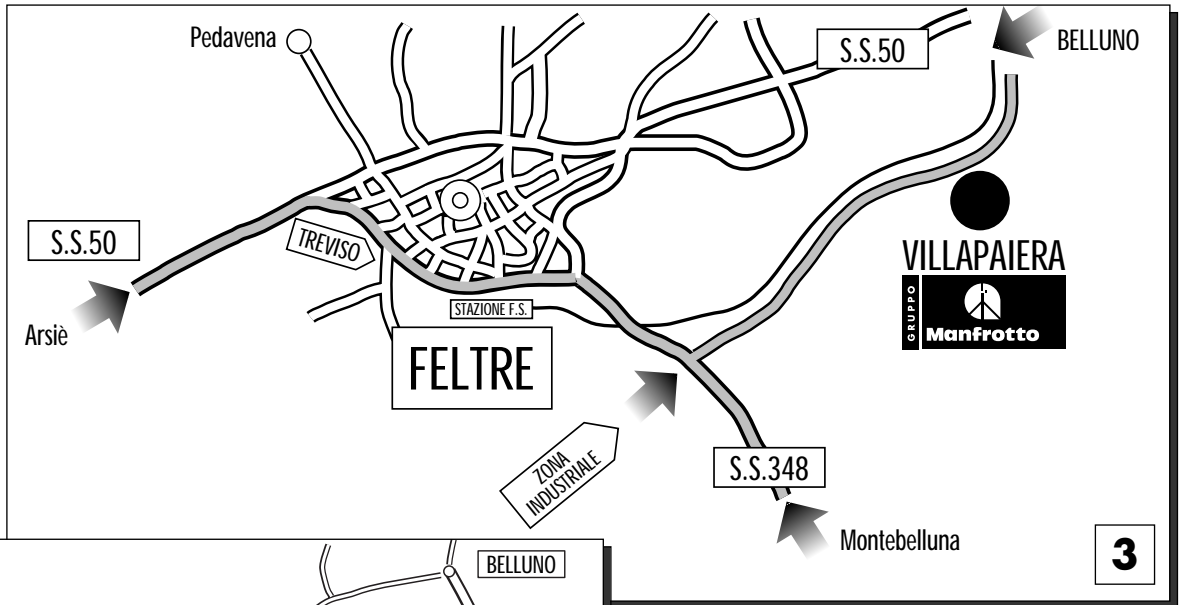 Pedavena
S.S.50
BELLUNO
S.S.50
TREVISO
VILLAPAIERA
GRUPPO
Manfrotto
STAZIONE F.S.
Arsiè
FELTRE
ZONA
INDUSTRIALE
S.S.348
Montebelluna
3
BELLUNO